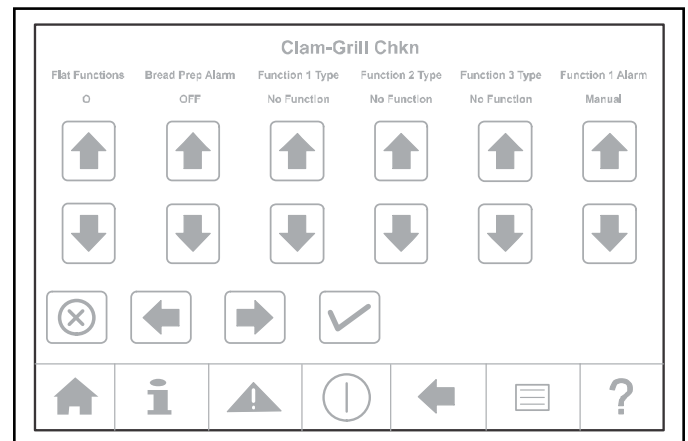 Clam-Grill Chkn
Flat Functions Bread Prep Alarm Function 1 Type Function 2 Type Function 3 Type Function 1 Alarm
O OFF No Function No Function No Function Manual
i ?